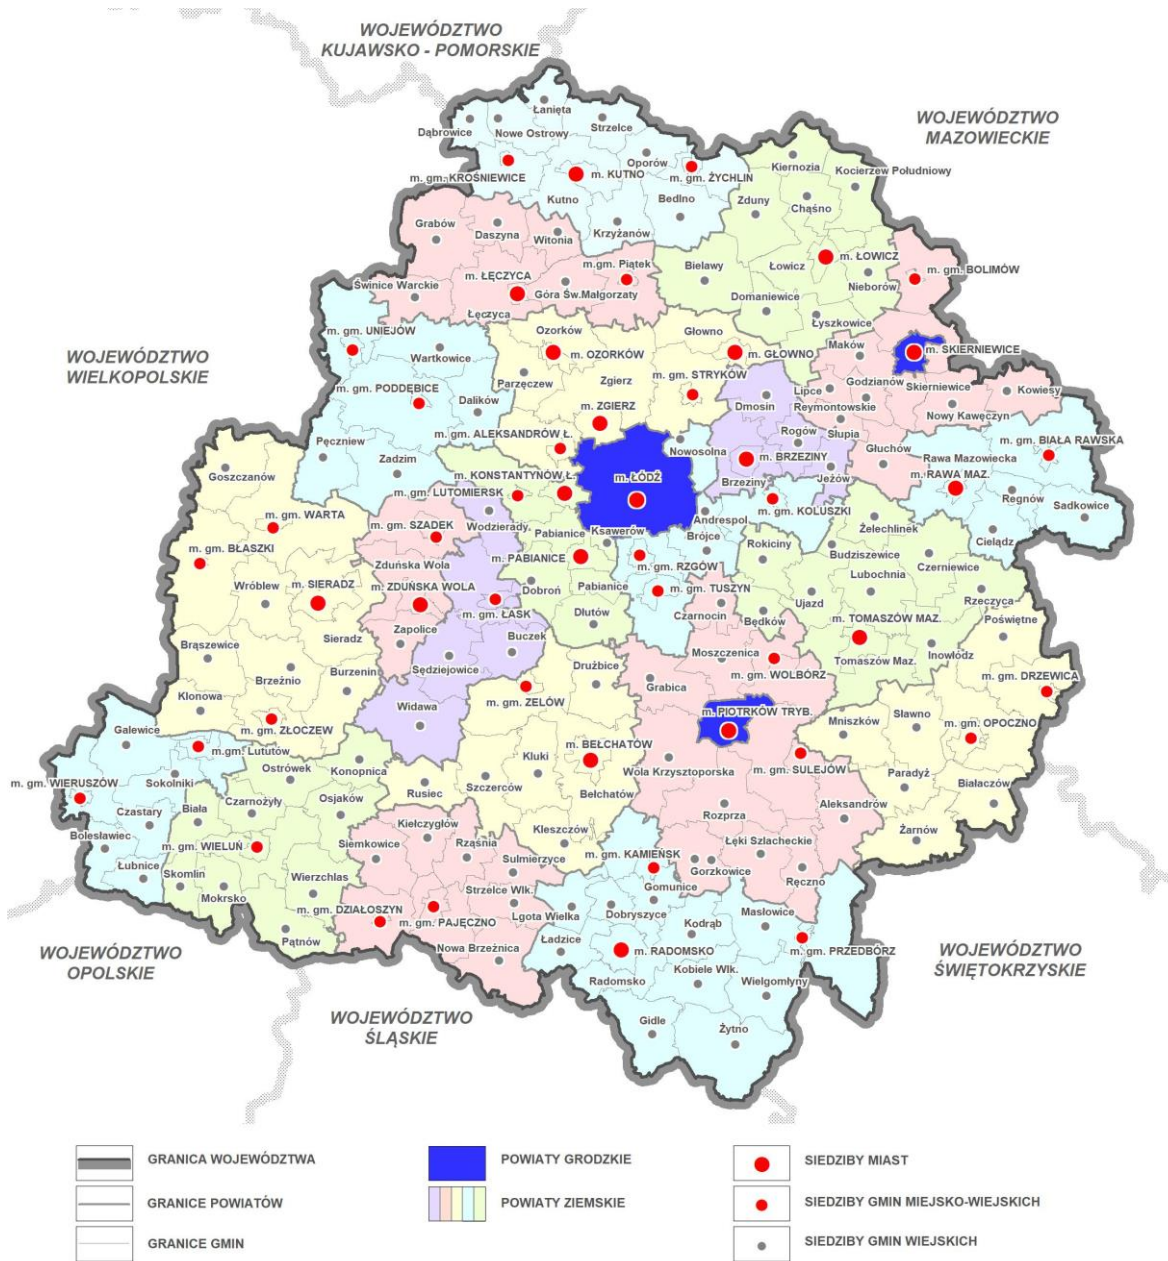 WOJEWÓDZTWO
KUJAWSKO - POMORSKIE
WOJEWÓDZTWO
MAZOWIECKIE
Łanięta
Dąbrowice
Nowe Ostrowy
Strzelce
Oporów
m. gm. KROŚNIEWICE
m. KUTNO
m. gm. ŻYCHLIN
Kutno
Bedlno
Krzyżanów
Kiernozia
Kocierzew Południowy
Zduny
Chąśno
Grabów
Daszyna
Witonia
m. ŁĘCZYCA
m.gm. Piątek
Bielawy
Łowicz
m. ŁOWICZ
Nieborów
m. gm. BOLIMÓW
Świnice Warckie
Góra Św.Małgorzaty
Łęczyca
Domaniewice
Łyszkowice
WOJEWÓDZTWO
WIELKOPOLSKIE
m. gm. UNIEJÓW
Wartkowice
Ozorków
m. OZORKÓW
Głowno
m. GŁOWNO
Maków
m. SKIERNIEWICE
m. gm. PODDĘBICE
Parzęczew
Zgierz
m. gm. STRYKÓW
Lipce
Reymontowskie
Godzianów
Skierniewice
Kowiesy
Nowy Kawęczyn
Dalików
m. ZGIERZ
Dmosin
Rogów
Słupia
Pęczniew
Zadzim
m. gm. ALEKSANDRÓW Ł.
Nowosolna
m. BRZEZINY
Brzeziny
Jeżów
Głuchów
Rawa Mazowiecka
m. gm. BIAŁA RAWSKA
m. RAWA MAZ.
Regnów
Sadkowice
Cielądz
Goszczanów
m. KONSTANTYNÓW Ł.
m. ŁÓDŹ
m. gm. LUTOMIERSK
Wodzierady
Andrespol
m. gm. KOLUSZKI
m. gm. WARTA
m. gm. SZADEK
Pabianice
Ksawerów
Brójce
Rokiciny
Żelechlinek
Budziszewice
Czerniewice
m. gm. BŁASZKI
Zduńska Wola
m. PABIANICE
m. gm. RZGÓW
Lubochnia
Wróblew
m. SIERADZ
m. ZDUŃSKA WOLA
m. gm. ŁASK
Dobroń
Pabianice
m. gm. TUSZYN
Ujazd
Rzeczyca
Sieradz
Zapolice
Buczek
Dłutów
Czarnocin
Będków
m. TOMASZÓW MAZ.
Poświętne
Brąszewice
Brzeźnio
Burzenin
Sędziejowice
Drużbice
Moszczenica
m. gm. WOLBÓRZ
Tomaszów Maz.
Inowłódz
m. gm. DRZEWICA
Klonowa
m. gm. ZŁOCZEW
Widawa
m. gm. ZELÓW
Grabica
m. PIOTRKÓW TRYB.
Mniszków
Sławno
m. gm. OPOCZNO
Galewice
m.gm. Lututów
Sokolniki
Ostrówek
Konopnica
Kluki
m. BEŁCHATÓW
Wola Krzysztoporska
m. gm. SULEJÓW
Paradyż
Białaczów
m. gm. WIERUSZÓW
Czastary
Biała
Czarnożyły
Osjaków
Rusiec
Szczerców
Bełchatów
Rozprza
Aleksandrów
Żarnów
Bolesławiec
m. gm. WIELUŃ
Siemkowice
Kiełczygłów
Rząśnia
Kleszczów
m. gm. KAMIEŃSK
Łęki Szlacheckie
Łubnice
Skomlin
Mokrsko
Wierzchlas
Sulmierzyce
Strzelce Wlk.
Gomunice
Gorzkowice
Ręczno
m. gm. DZIAŁOSZYN
m. gm. PAJĘCZNO
Lgota Wielka
Dobryszyce
Kodrąb
Masłowice
Pątnów
Nowa Brzeźnica
Ładzice
m. RADOMSKO
m. gm. PRZEDBÓRZ
Radomsko
Kobiele Wlk.
Wielgomłyny
Gidle
Żytno
WOJEWÓDZTWO
OPOLSKIE
WOJEWÓDZTWO
ŚLĄSKIE
WOJEWÓDZTWO
ŚWIĘTOKRZYSKIE
GRANICA WOJEWÓDZTWA
GRANICE POWIATÓW
GRANICE GMIN
POWIATY GRODZKIE
POWIATY ZIEMSKIE
SIEDZIBY MIAST
SIEDZIBY GMIN MIEJSKO-WIEJSKICH
SIEDZIBY GMIN WIEJSKICH